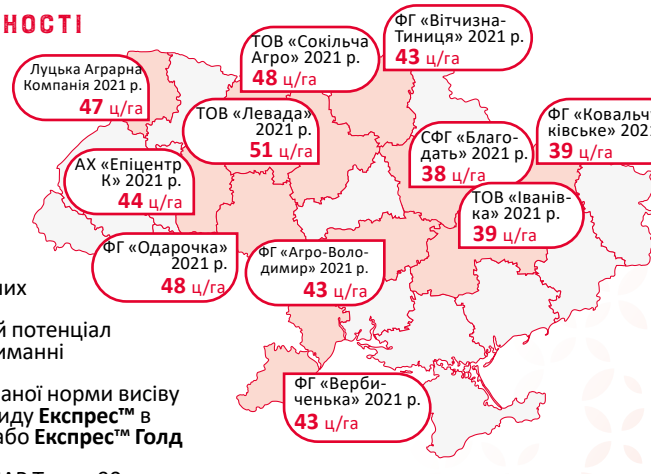 НОСТІ
Луцька Аграрна
Компанія 2021 р.
47 ц/га
ТОВ «Сокільча
Агро» 2021 р.
48 ц/га
ФГ «Вітчизна-
Тиниця» 2021 р.
43 ц/га
ТОВ «Левада»
2021 р.
51 ц/га
СФГ «Благо-
дать» 2021 р.
38 ц/га
ФГ «Ковальчу
ківське» 202
39 ц/га
АХ «Епіцентр
К» 2021 р.
44 ц/га
ТОВ «Іванів-
ка» 2021 р.
39 ц/га
ФГ «Одарочка»
2021 р.
48 ц/га
ФГ «Агро-Воло-
димир» 2021 р.
43 ц/га
ФГ «Верби-
ченька» 2021 р.
43 ц/га
них
й потенціал
иманні
аної норми висіву
иду Експрес™ в
або Експрес™ Голд